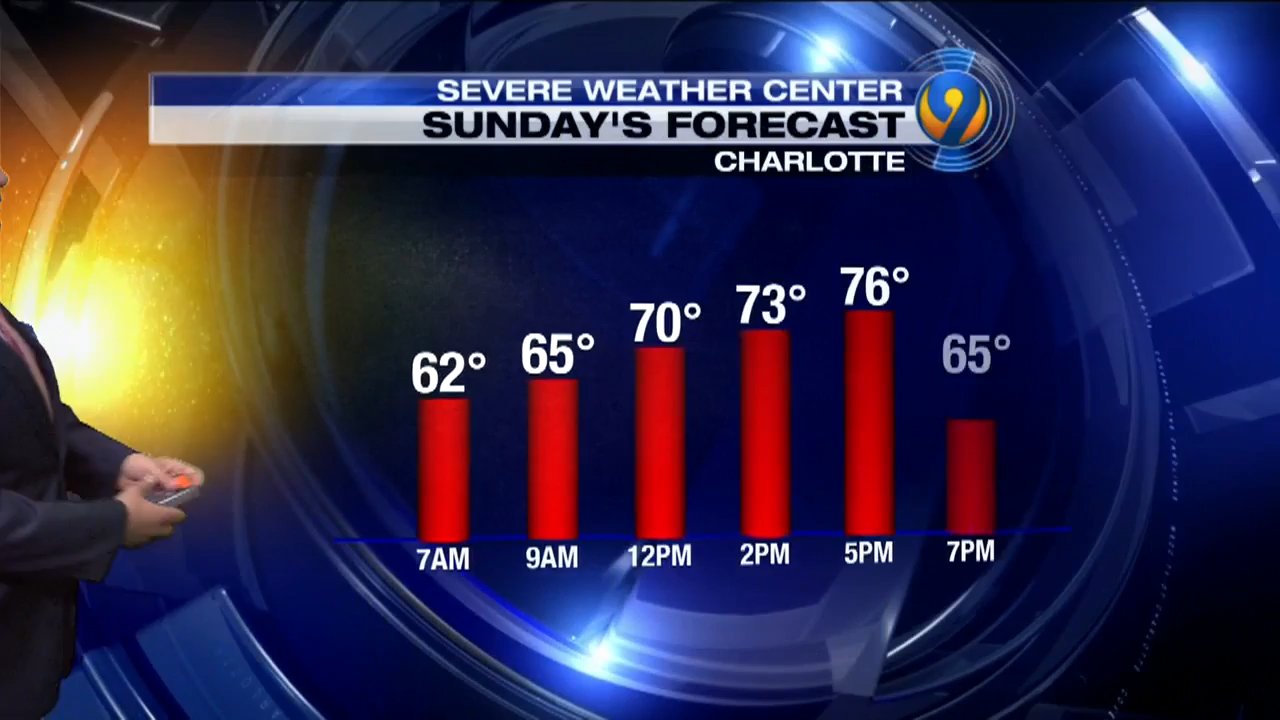 SEVERE WEATHER CENTER
SUNDAY'S FORECAST
CHARLOTTE
9
62° 65° 70° 73° 76° 65°
7AM 9AM 12PM 2PM 5PM 7PM